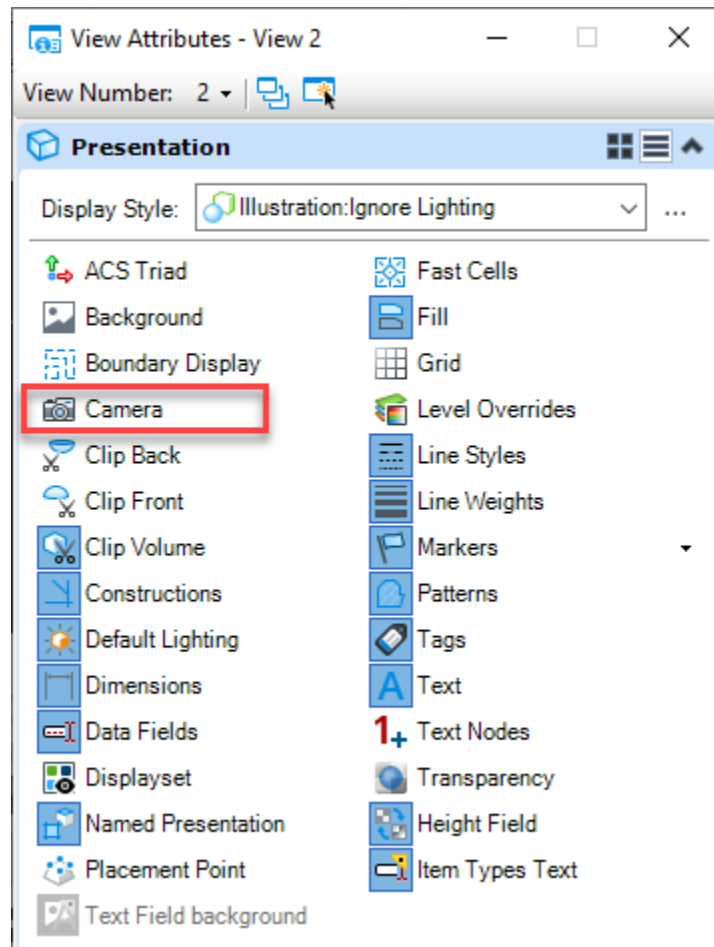 View Attributes - View 2
View Number: 2
Presentation
Display Style: Illustration:Ignore Lighting ...
ACS Triad
Fast Cells
Background
Fill
Boundary Display
Grid
Camera
Level Overrides
Clip Back
Line Styles
Clip Front
Line Weights
Clip Volume
Markers
Constructions
Patterns
Default Lighting
Tags
Dimensions
A Text
Data Fields
1+ Text Nodes
Displayset
Transparency
Named Presentation
Height Field
Placement Point
Item Types Text
Text Field background